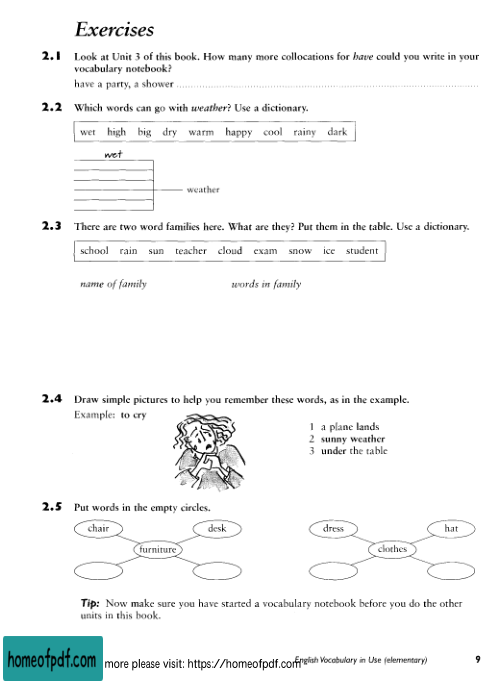 Exercises
2.1 Look at Unit 3 of this book. How many more collocations for have could you write in your
vocabulary notebook?
have a party, a shower ........................................
2.2 Which words can go with weather? Use a dictionary.
wet high big dry warm happy cool rainy dark
wet
weather
2.3 There are two word families here. What are they? Put them in the table. Use a dictionary.
school rain sun teacher cloud exam snow ice student
name of family words in family
2.4 Draw simple pictures to help you remember these words, as in the example.
Example: to cry
1 a plane lands
2 sunny weather
3 under the table
2.5 Put words in the empty circles.
chair desk dress hat
furniture clothes
Tip: Now make sure you have started a vocabulary notebook before you do the other
units in this book.
homeofpdf.com more please visit: https://homeofpdf.com English Vocabulary in Use (elementary) 9